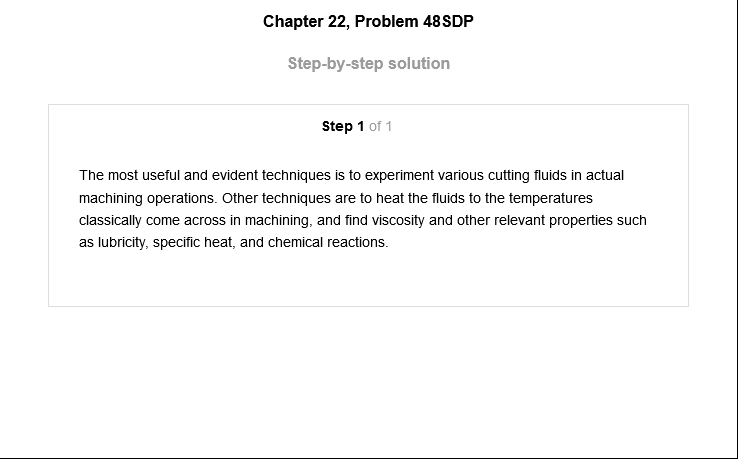 Chapter 22, Problem 48SDP
Step-by-step solution
Step 1 of 1
The most useful and evident techniques is to experiment various cutting fluids in actual
machining operations. Other techniques are to heat the fluids to the temperatures
classically come across in machining, and find viscosity and other relevant properties such
as lubricity, specific heat, and chemical reactions.